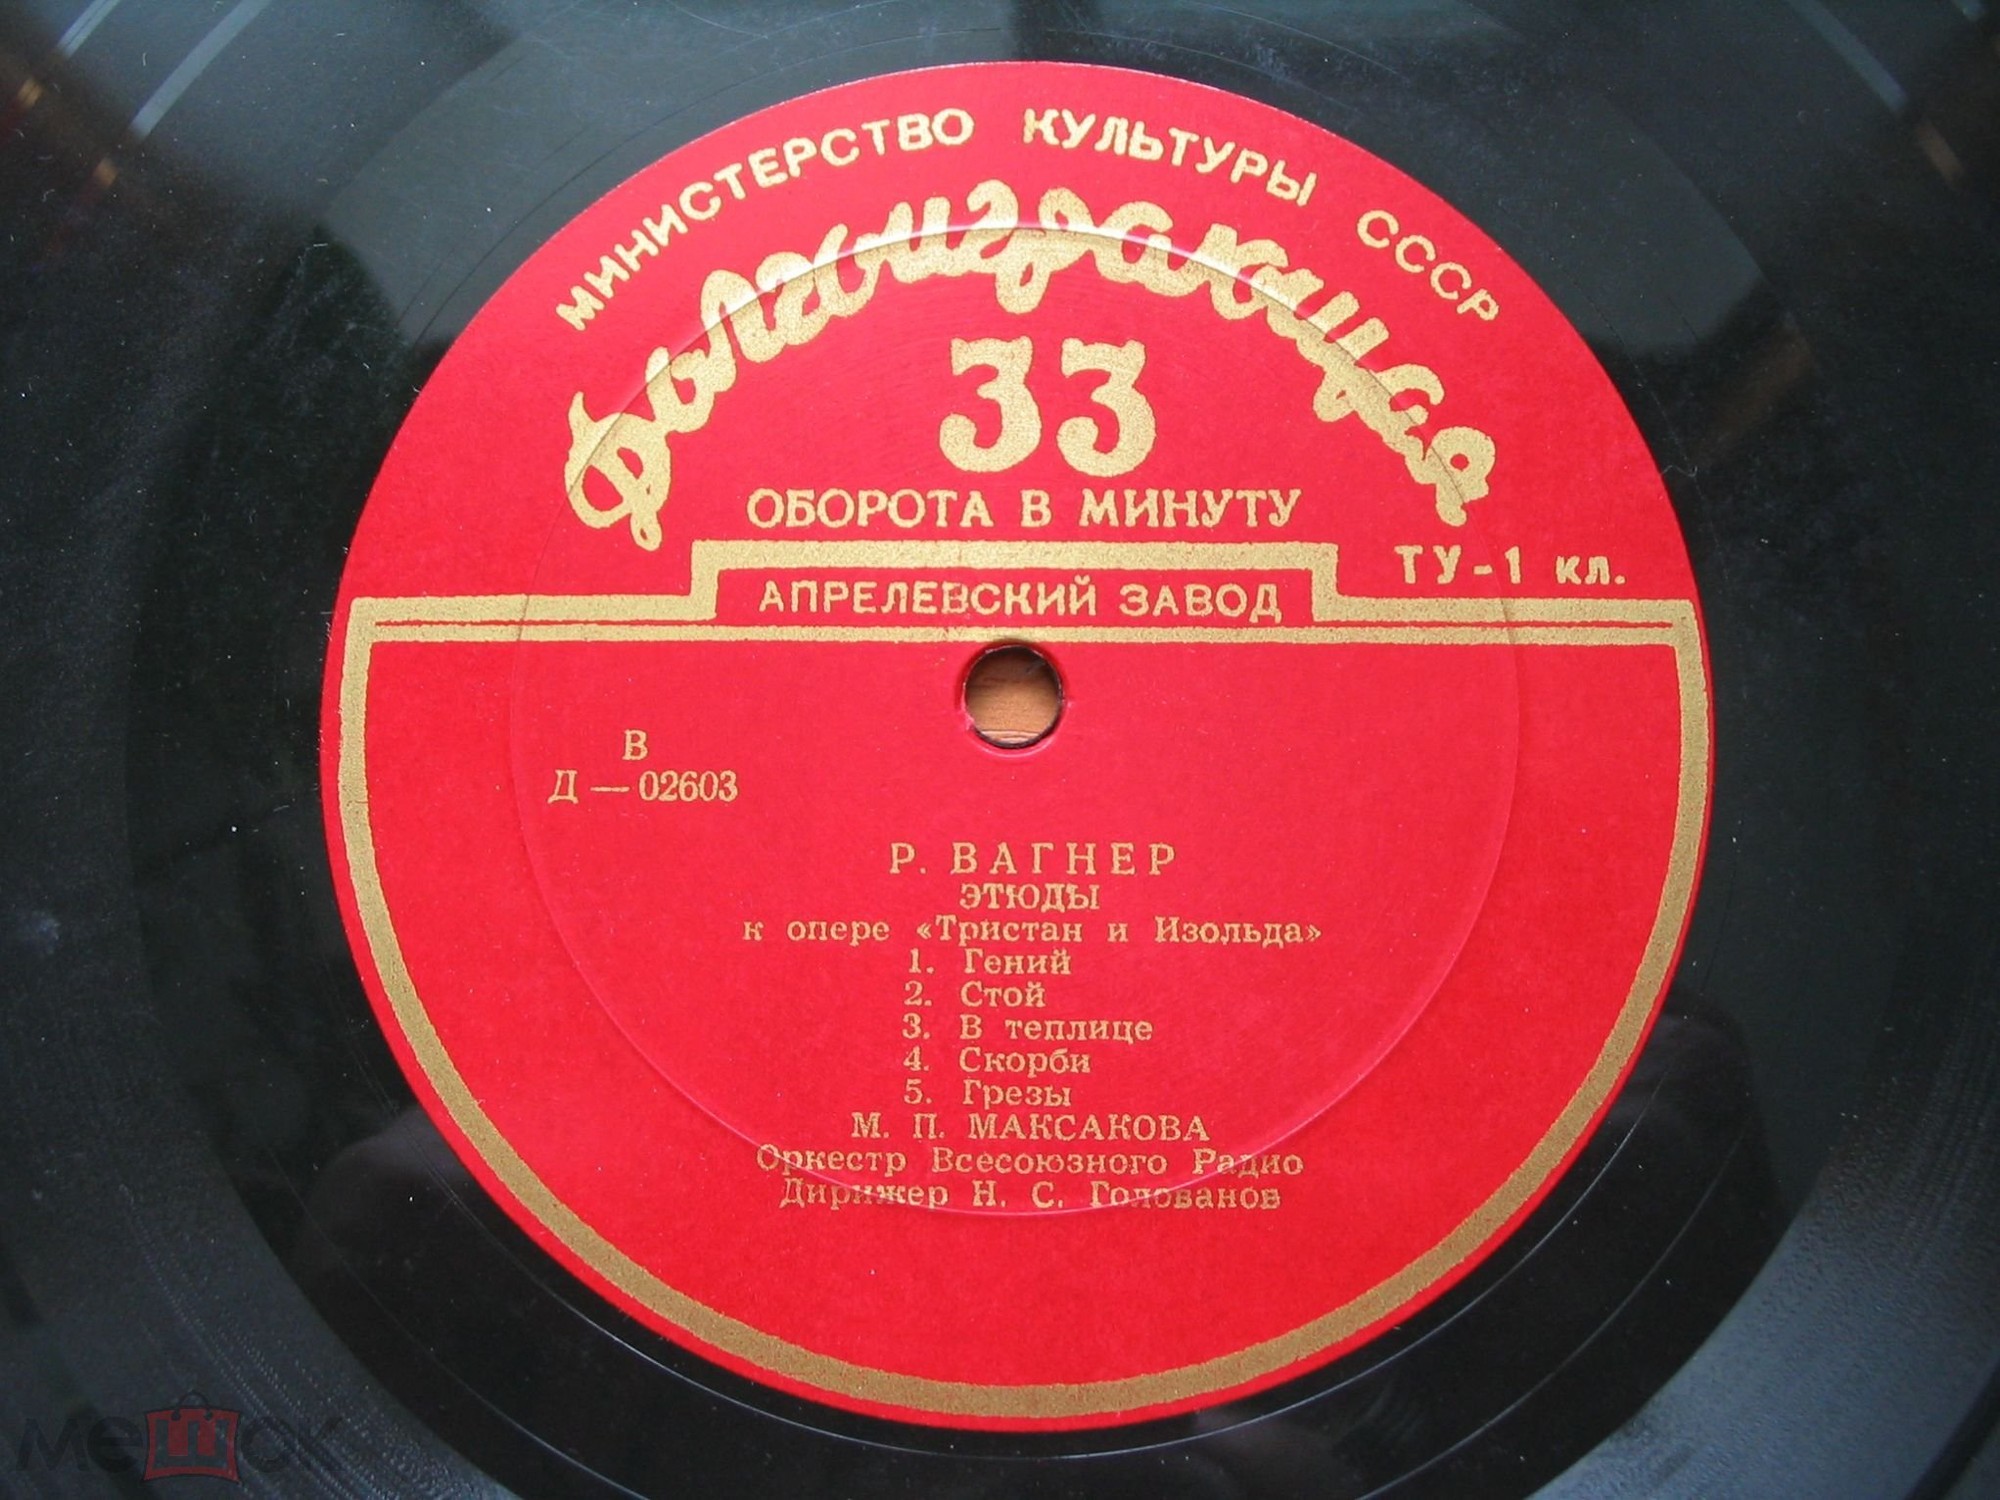 МИНИСТЕРСТВО КУЛЬТУРЫ СССР
Долгоиграющая
33
ОБОРОТА В МИНУТУ
ТУ-1 кл.
АПРЕЛЕВСКИЙ ЗАВОД
В
Д — 02603
Р. ВАГНЕР
ЭТЮДЫ
к опере «Тристан и Изольда»
1. Гений
2. Стой
3. В теплице
4. Скорби
5. Грезы
М. П. МАКСАКОВА
Оркестр Всесоюзного Радио
Дирижер Н. С. Голованов
мешок